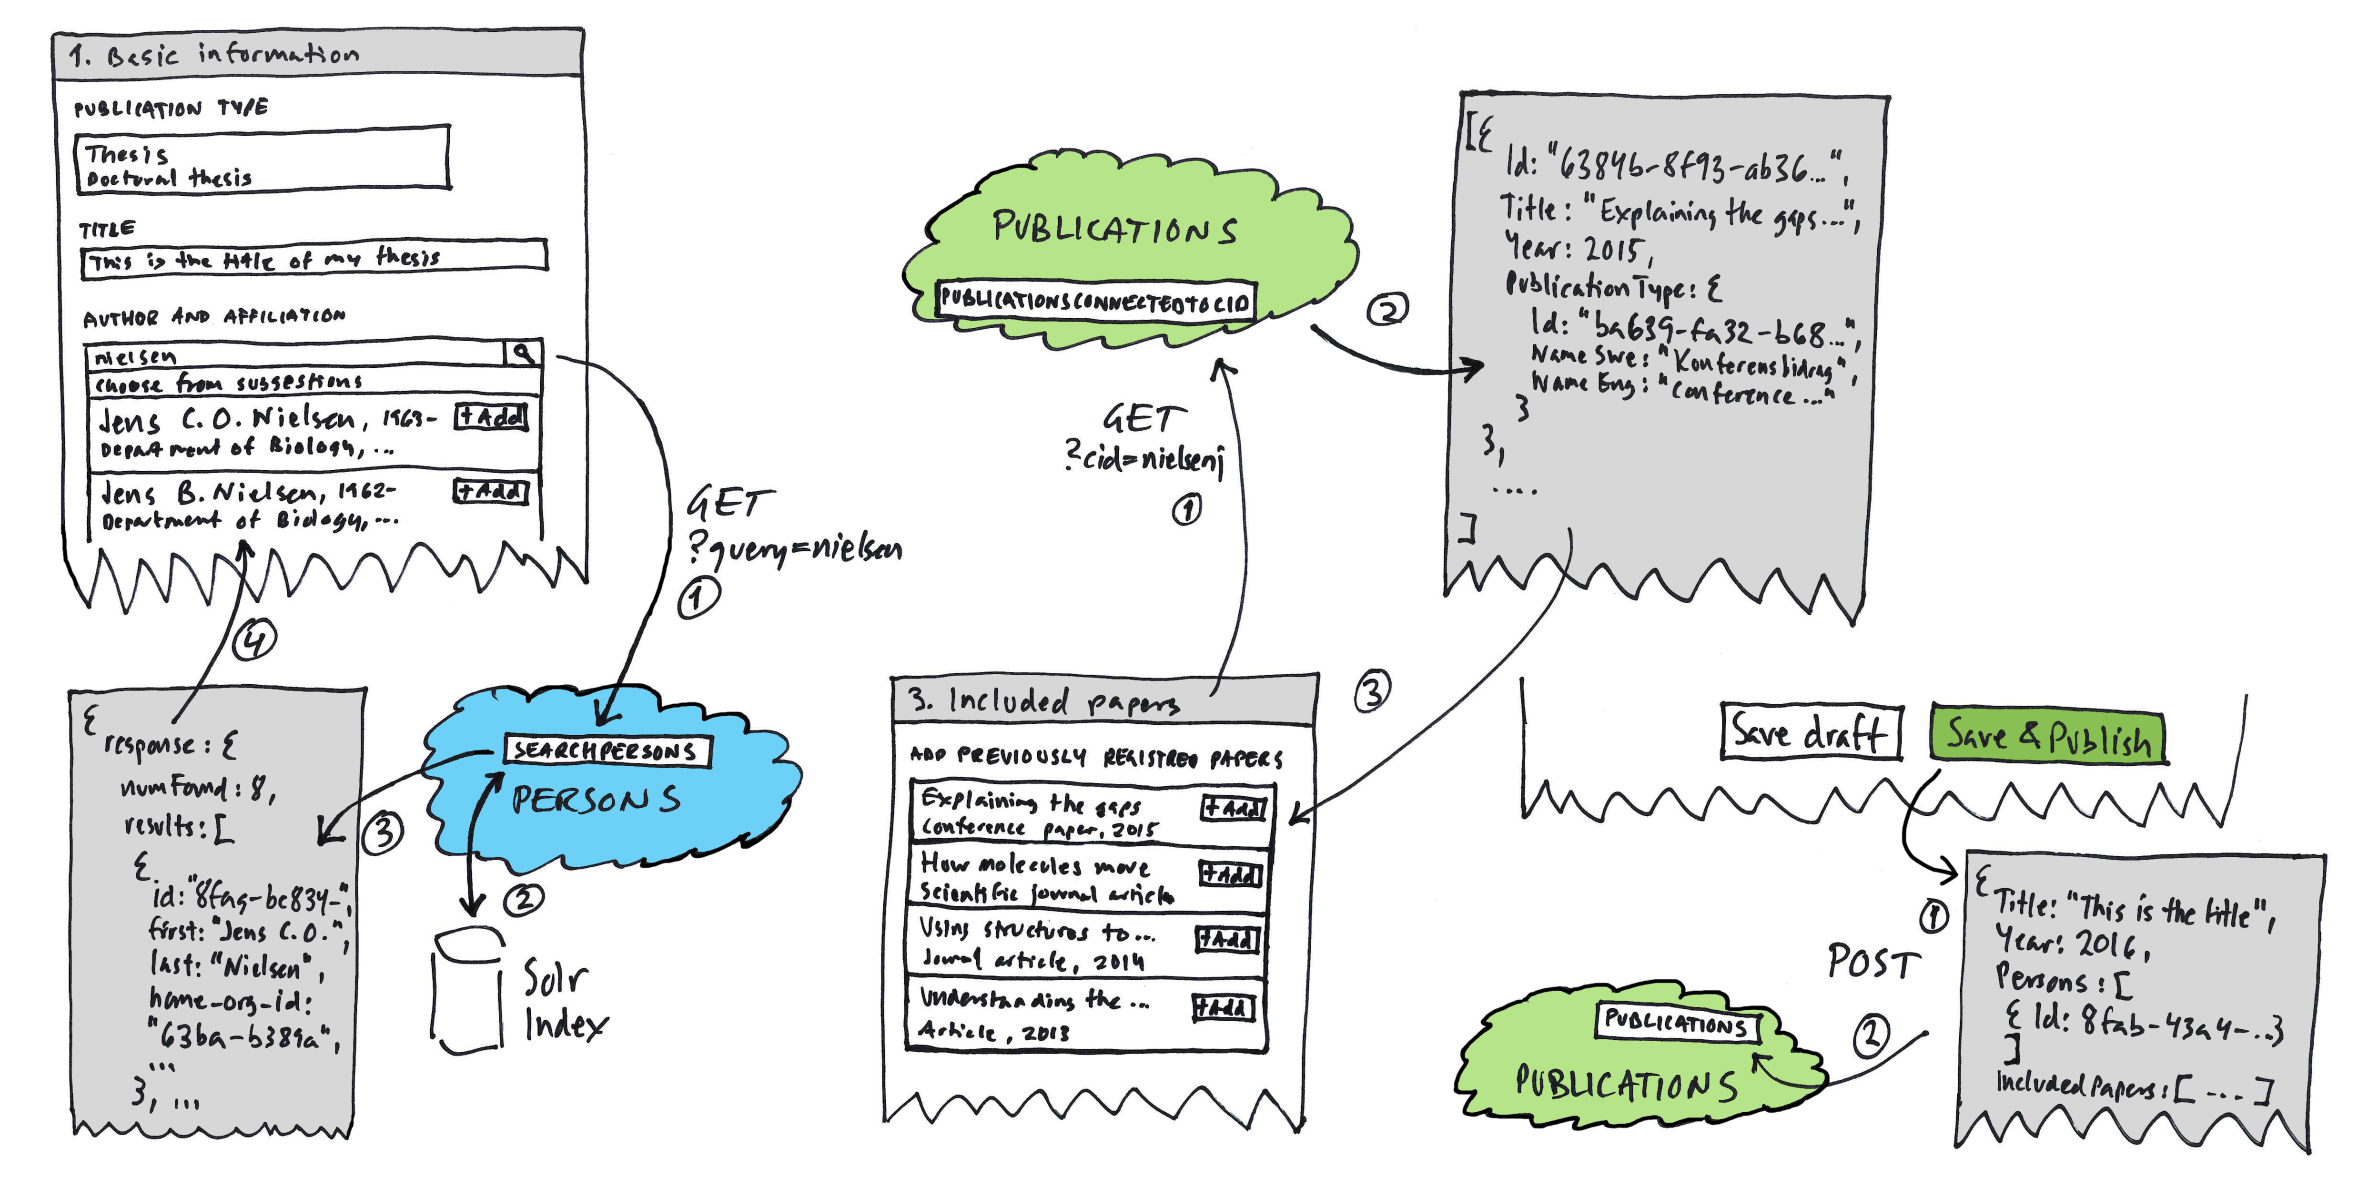 1. Basic information
PUBLICATION TYPE
Thesis
Doctoral thesis
TITLE
This is the title of my thesis
AUTHOR AND AFFILIATION
nielsen
choose from suggestions
Jens C. O. Nielsen, 1963-
+Add
Department of Biology, ...
Jens B. Nielsen, 1962-
+Add
Department of Biology, ...
GET
?query=nielsen
1
4
{
response: {
numFound: 8,
results: [
{
id: "8fag-bc834-",
first: "Jens C.O.",
last: "Nielsen",
home-org-id:
"63ba-b389a",
...
}, ...
SEARCHPERSONS
PERSONS
3
2
Solr
Index
PUBLICATIONS
PUBLICATIONSCONNECTEDTOCID
GET
?cid=nielsenj
1
2
[{
Id: "6384b-8f93-ab36...",
Title: "Explaining the gaps...",
Year: 2015,
PublicationType: {
Id: "ba639-fa32-b68...",
NameSwe: "Konferensbidrag",
NameEng: "Conference ..."
}
},
....
]
3
3. Included papers
ADD PREVIOUSLY REGISTRED PAPERS
Explaining the gaps
+Add
Conference paper, 2015
How molecules move
+Add
Scientific journal article
Using structures to...
+Add
Journal article, 2014
Understanding the ...
+Add
Article, 2013
Save draft
Save & Publish
1
POST
2
{
Title: "This is the title",
Year: 2016,
Persons: [
{ Id: 8fab-43a4-...}
]
IncludedPapers: [ ... ]
PUBLICATIONS
PUBLICATIONS